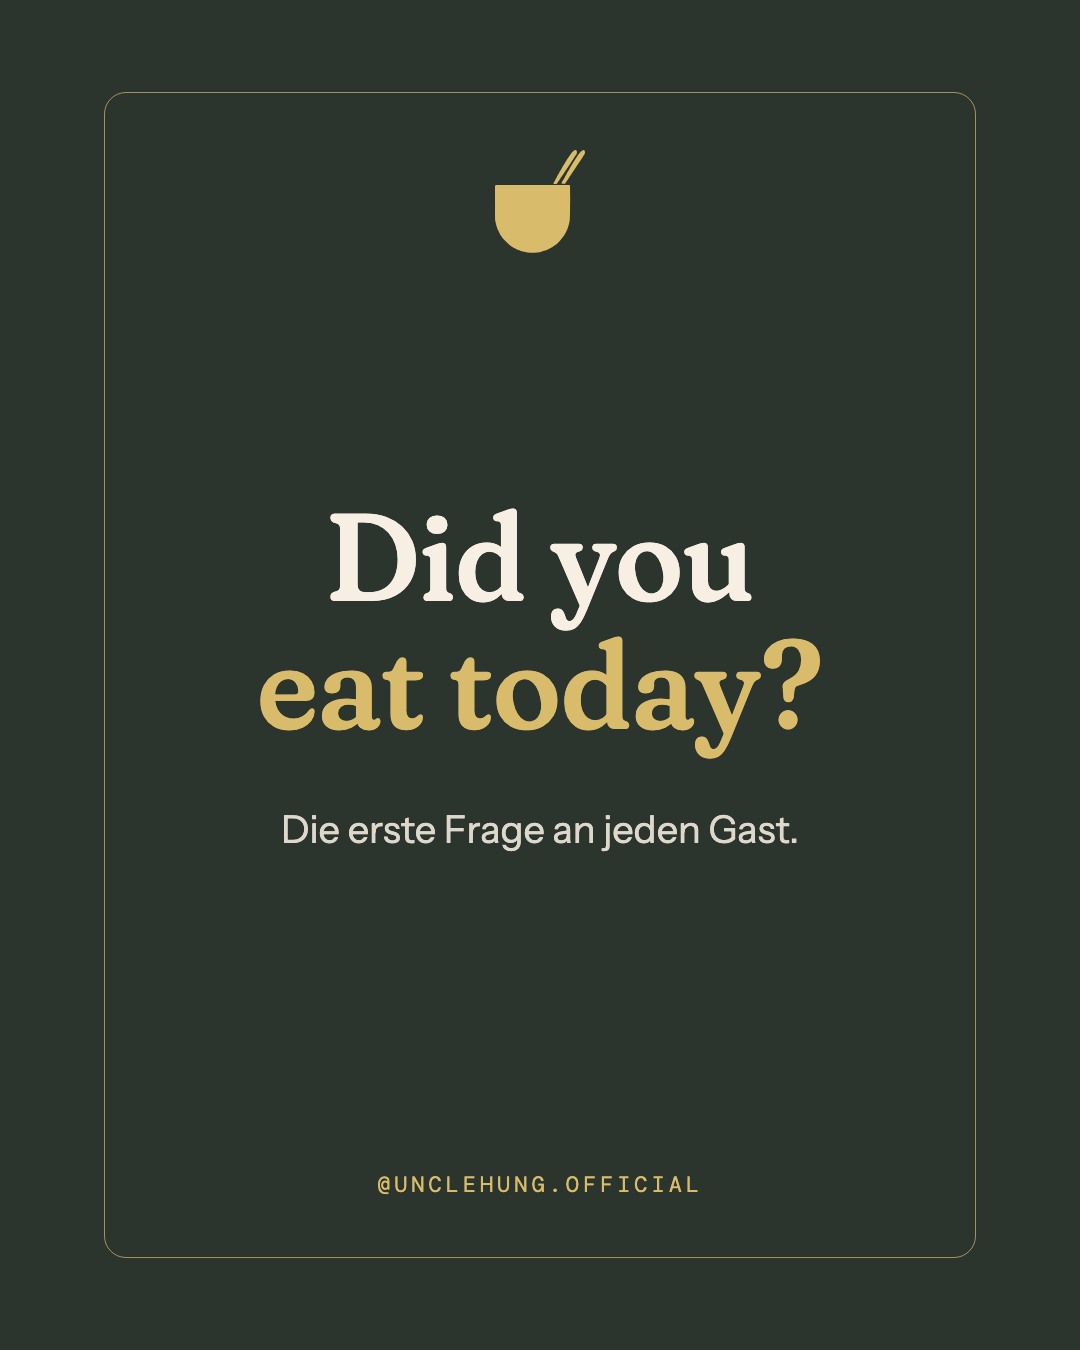 Did you
eat today?
Die erste Frage an jeden Gast.
@UNCLEHUNG.OFFICIAL